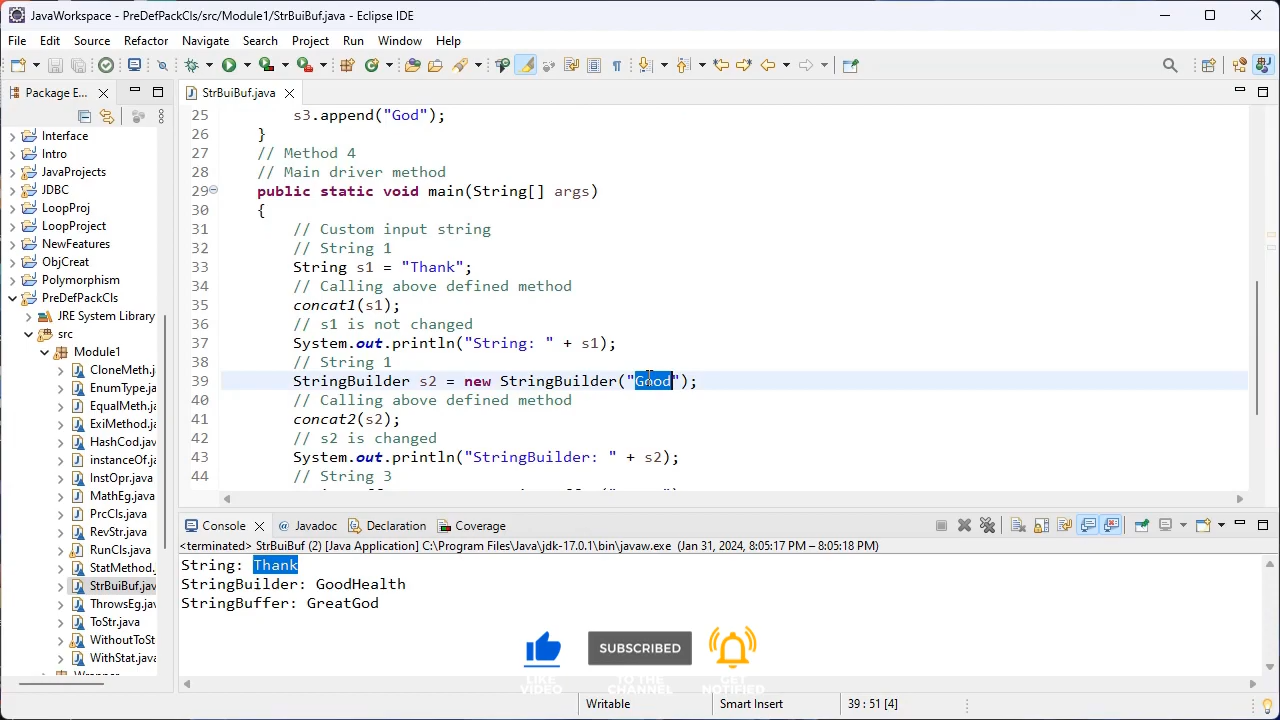 JavaWorkspace - PreDefPackCls/src/Module1/StrBuiBuf.java - Eclipse IDE
File Edit Source Refactor Navigate Search Project Run Window Help
Package E...
StrBuiBuf.java
Interface
Intro
JavaProjects
JDBC
LoopProj
LoopProject
NewFeatures
ObjCreat
Polymorphism
PreDefPackCls
JRE System Library
src
Module1
CloneMeth.j
EnumType.j
EqualMeth.j
ExiMethod.j
HashCod.jav
instanceOf.j
InstOpr.java
MathEg.java
PrcCls.java
RevStr.java
RunCls.java
StatMethod.
StrBuiBuf.jav
ThrowsEg.jav
ToStr.java
WithoutToSt
WithStat.jav
25 s3.append("God");
26 }
27 // Method 4
28 // Main driver method
29 public static void main(String[] args)
30 {
31 // Custom input string
32 // String 1
33 String s1 = "Thank";
34 // Calling above defined method
35 concat1(s1);
36 // s1 is not changed
37 System.out.println("String: " + s1);
38 // String 1
39 StringBuilder s2 = new StringBuilder("Good");
40 // Calling above defined method
41 concat2(s2);
42 // s2 is changed
43 System.out.println("StringBuilder: " + s2);
44 // String 3
Console Javadoc Declaration Coverage
<terminated> StrBuiBuf (2) [Java Application] C:\Program Files\Java\jdk-17.0.1\bin\javaw.exe (Jan 31, 2024, 8:05:17 PM – 8:05:18 PM)
String: Thank
StringBuilder: GoodHealth
StringBuffer: GreatGod
SUBSCRIBED
LIKE VIDEO
TO THE CHANNEL
GET NOTIFIED
Writable Smart Insert 39 : 51 [4]